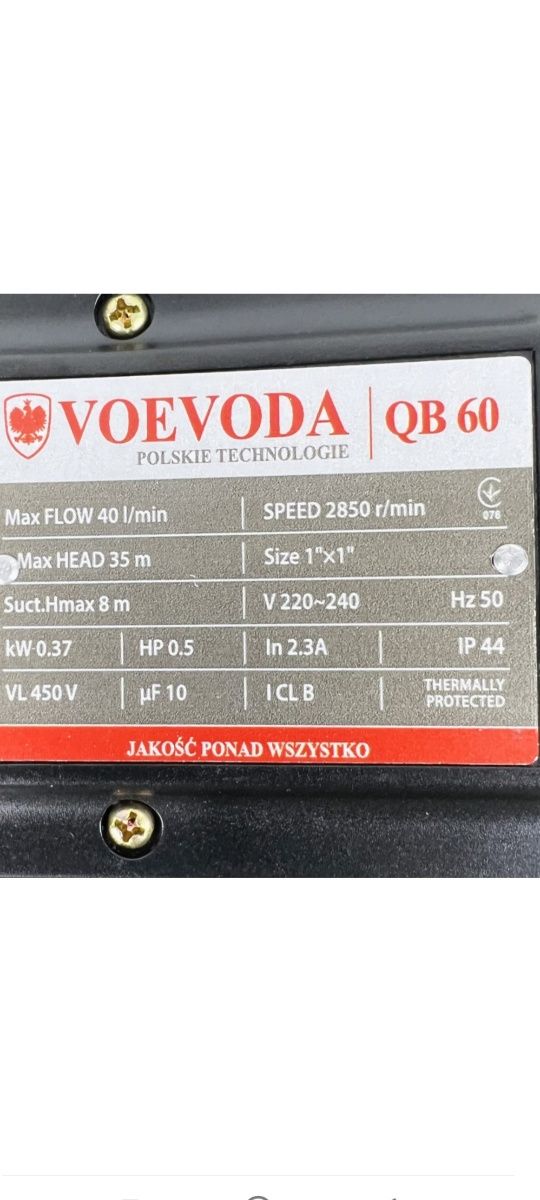 VOEVODA
POLSKIE TECHNOLOGIE
QB 60
Max FLOW 40 l/min
SPEED 2850 r/min
076
Max HEAD 35 m
Size 1"×1"
Suct.Hmax 8 m
V 220~240
Hz 50
kW 0.37
HP 0.5
In 2.3A
IP 44
VL 450 V
µF 10
I CL B
THERMALLY
PROTECTED
JAKOŚĆ PONAD WSZYSTKO